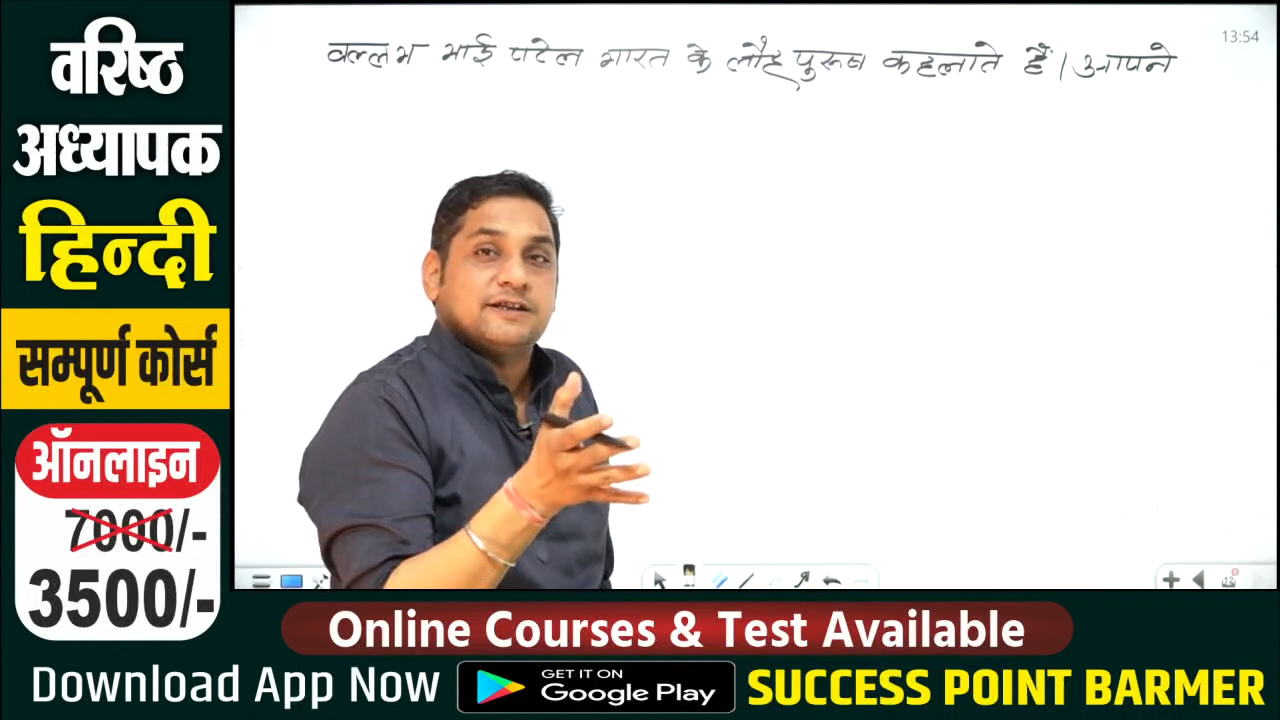 वरिष्ठ
अध्यापक
हिन्दी
सम्पूर्ण कोर्स
ऑनलाइन
7000/-
3500/-
13:54
वल्लभ भाई पटेल भारत के लौह पुरुष कहलाते हैं । आपने
Online Courses & Test Available
Download App Now
GET IT ON
Google Play
SUCCESS POINT BARMER